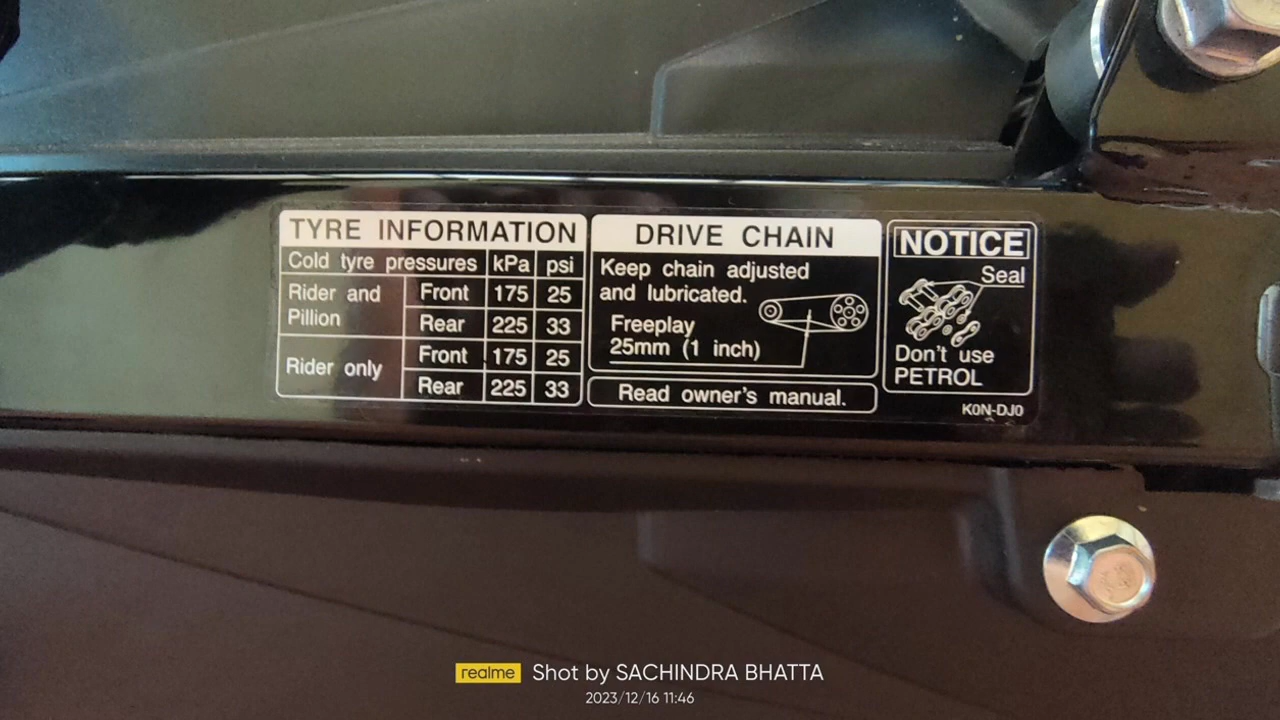 TYRE INFORMATION
Cold tyre pressures kPa psi
Rider and Pillion Front 175 25
Rear 225 33
Rider only Front 175 25
Rear 225 33
DRIVE CHAIN
Keep chain adjusted
and lubricated.
Freeplay
25mm (1 inch)
Read owner's manual.
NOTICE
Seal
Don't use
PETROL
K0N-DJ0
realme Shot by SACHINDRA BHATTA
2023/12/16 11:46